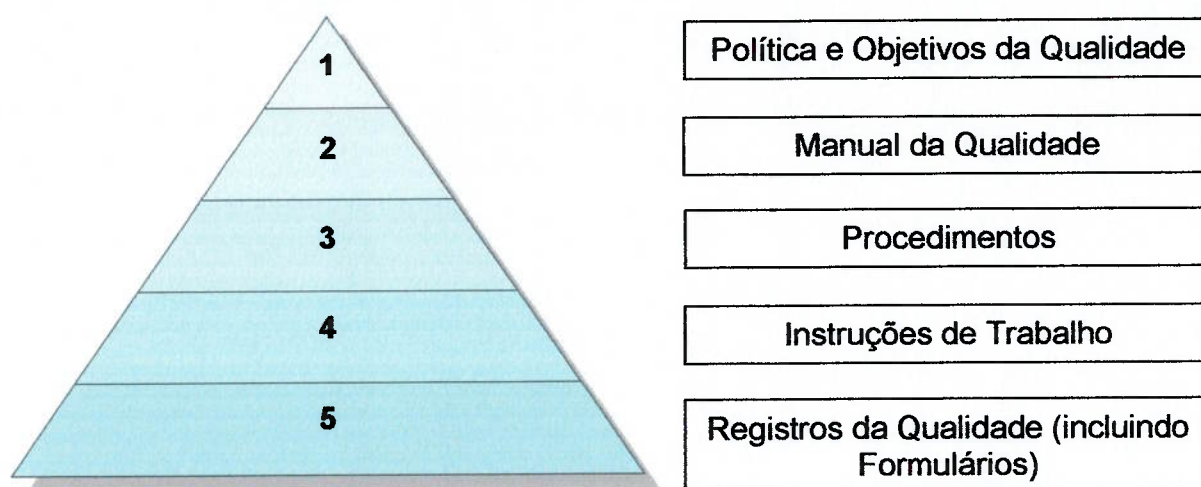 1
Política e Objetivos da Qualidade
2
Manual da Qualidade
3
Procedimentos
4
Instruções de Trabalho
5
Registros da Qualidade (incluindo
Formulários)